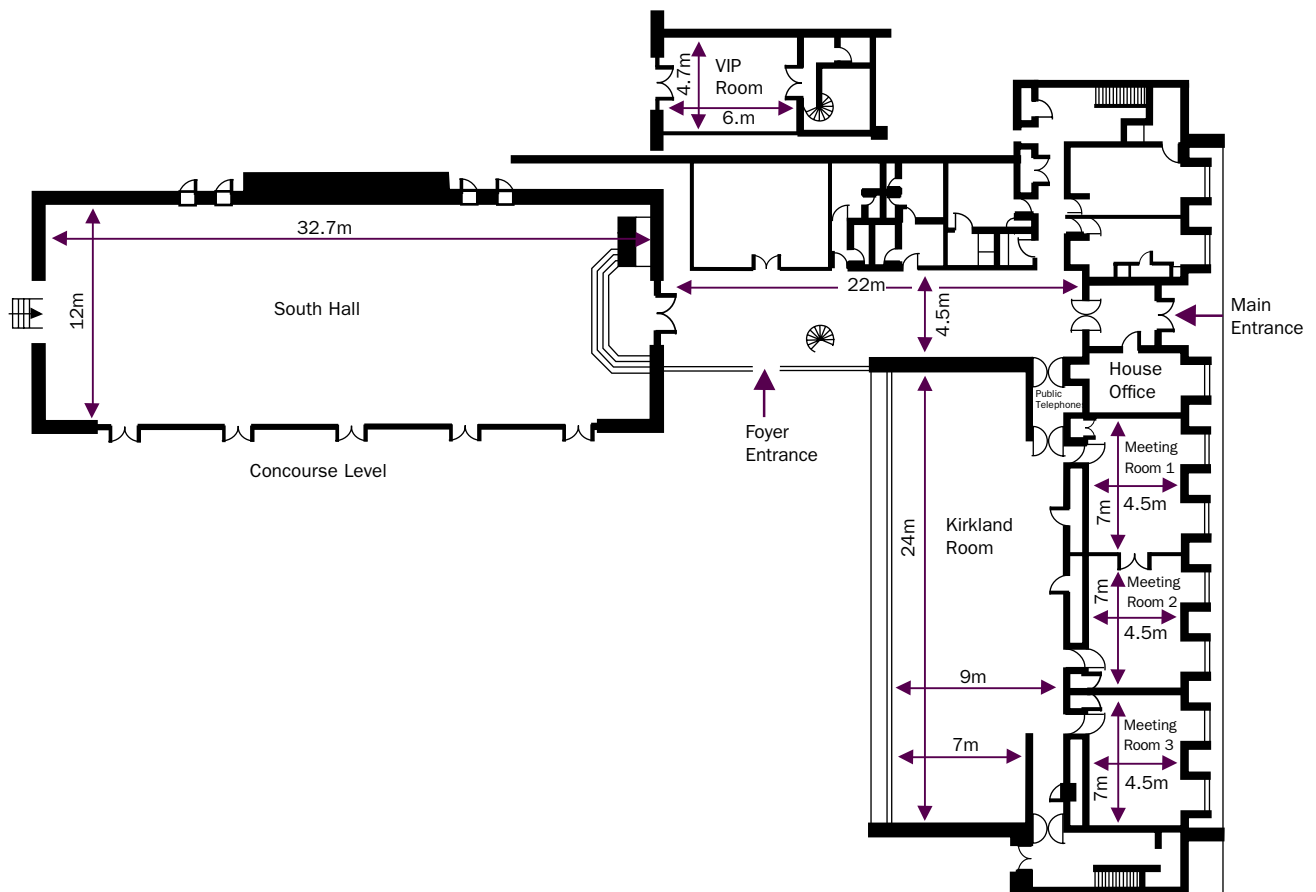 4.7m
VIP
Room
6.m
32.7m
12m
South Hall
22m
4.5m
Main
Entrance
House
Office
Public
Telephone
Foyer
Entrance
Concourse Level
Meeting
Room 1
7m
4.5m
24m
Kirkland
Room
7m
Meeting
Room 2
4.5m
9m
7m
Meeting
Room 3
7m
4.5m